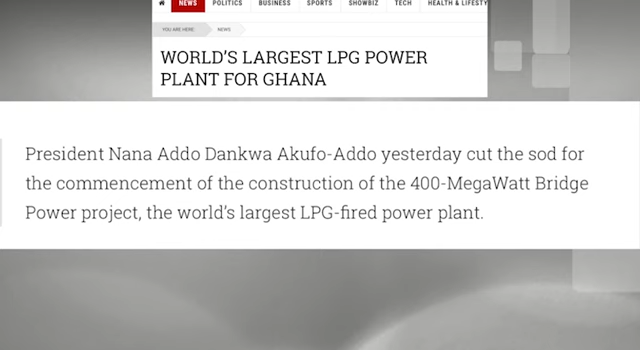 NEWS POLITICS BUSINESS SPORTS SHOWBIZ TECH HEALTH & LIFESTY
YOU ARE HERE: NEWS
WORLD'S LARGEST LPG POWER
PLANT FOR GHANA
President Nana Addo Dankwa Akufo-Addo yesterday cut the sod for
the commencement of the construction of the 400-MegaWatt Bridge
Power project, the world's largest LPG-fired power plant.